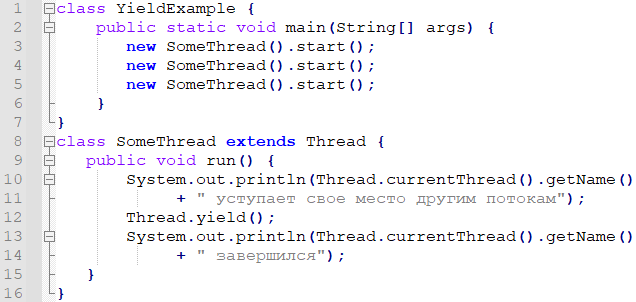 1 class YieldExample {
2 public static void main(String[] args) {
3 new SomeThread().start();
4 new SomeThread().start();
5 new SomeThread().start();
6 }
7 }
8 class SomeThread extends Thread {
9 public void run() {
10 System.out.println(Thread.currentThread().getName()
11 + " уступает свое место другим потокам");
12 Thread.yield();
13 System.out.println(Thread.currentThread().getName()
14 + " завершился");
15 }
16 }